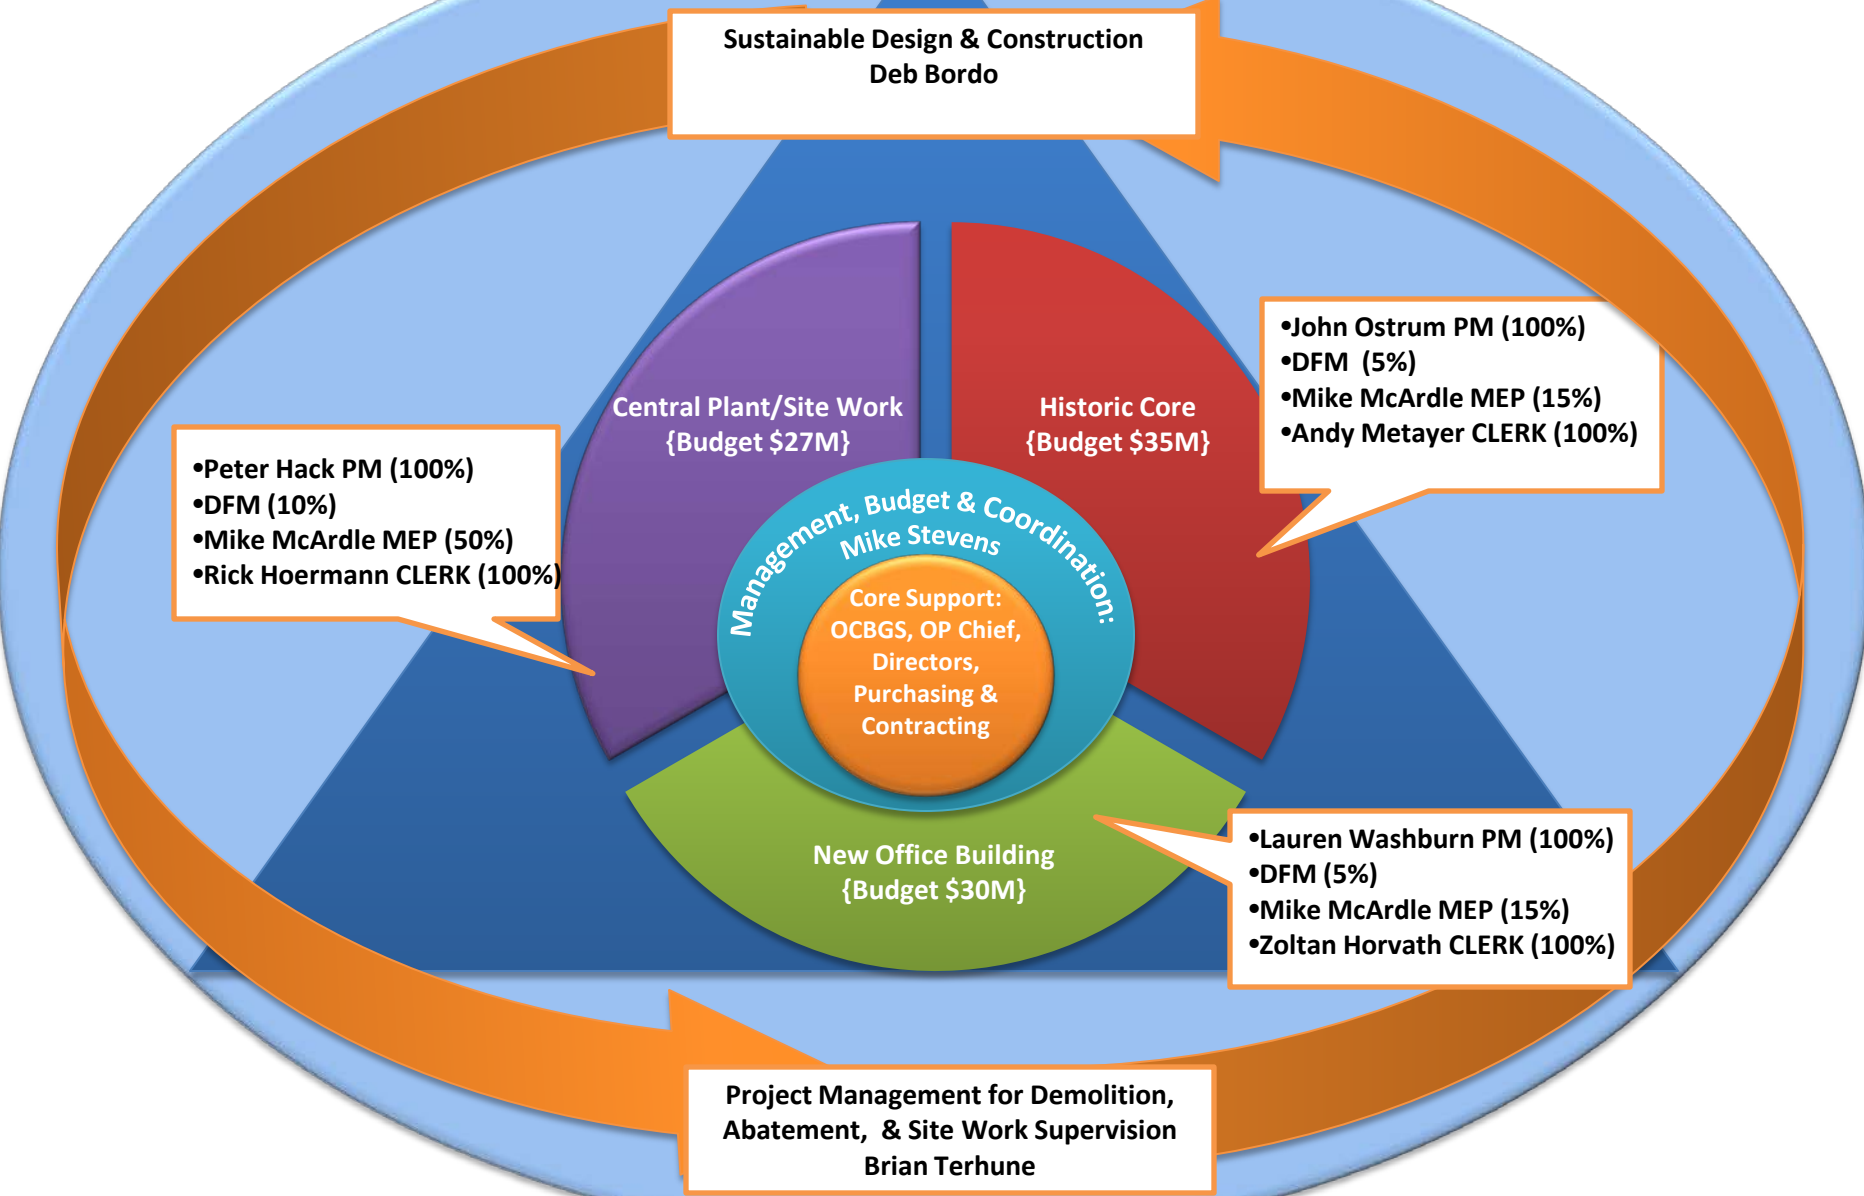 Sustainable Design & Construction
Deb Bordo
•John Ostrum PM (100%)
•DFM  (5%)
•Mike McArdle MEP (15%)
•Andy Metayer CLERK (100%)
Central Plant/Site Work
{Budget $27M}
Historic Core
{Budget $35M}
•Peter Hack PM (100%)
•DFM (10%)
•Mike McArdle MEP (50%)
•Rick Hoermann CLERK (100%)
Management, Budget & Coordination:
Mike Stevens
Core Support:
OCBGS, OP Chief,
Directors,
Purchasing &
Contracting
New Office Building
{Budget $30M}
•Lauren Washburn PM (100%)
•DFM (5%)
•Mike McArdle MEP (15%)
•Zoltan Horvath CLERK (100%)
Project Management for Demolition,
Abatement,  & Site Work Supervision
Brian Terhune